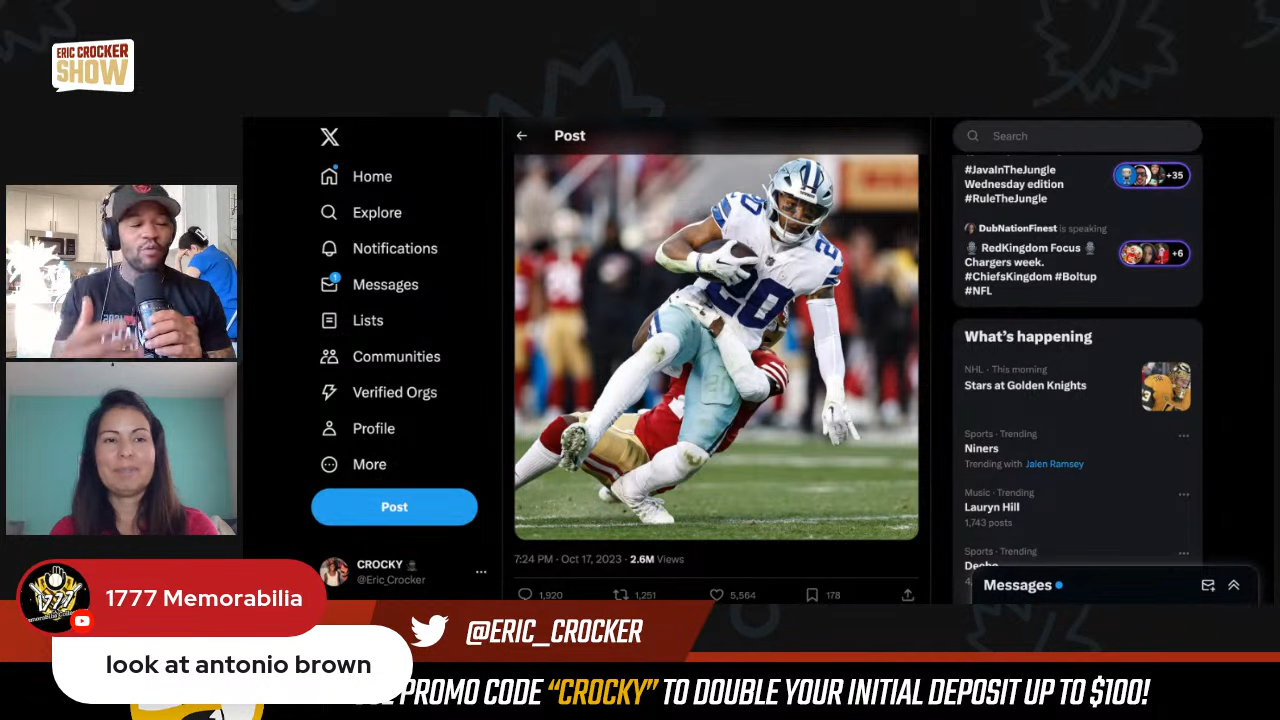 ERIC CROCKER
SHOW
X
Home
Explore
Notifications
1
Messages
Lists
Communities
Verified Orgs
Profile
More
Post
CROCKY
@Eric_Crocker
Post
20
20
7:24 PM · Oct 17, 2023 · 2.6M Views
1,920
1,251
5,564
178
Search
#JavaInTheJungle
Wednesday edition
#RuleTheJungle
+35
DubNationFinest is speaking
RedKingdom Focus
Chargers week.
#ChiefsKingdom #Boltup
#NFL
+6
What's happening
NHL · This morning
Stars at Golden Knights
Sports · Trending
Niners
Trending with Jalen Ramsey
Music · Trending
Lauryn Hill
1,743 posts
Sports · Trending
Messages
1777
1777 Memorabilia
look at antonio brown
@ERIC_CROCKER
PROMO CODE “CROCKY” TO DOUBLE YOUR INITIAL DEPOSIT UP TO $100!